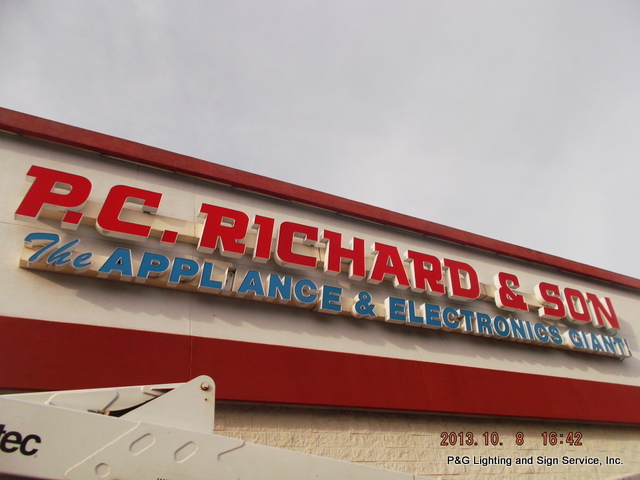 P.C. RICHARD & SON
The APPLIANCE & ELECTRONICS GIANT
tec
2013.10. 8 16:42
P&G Lighting and Sign Service, Inc.